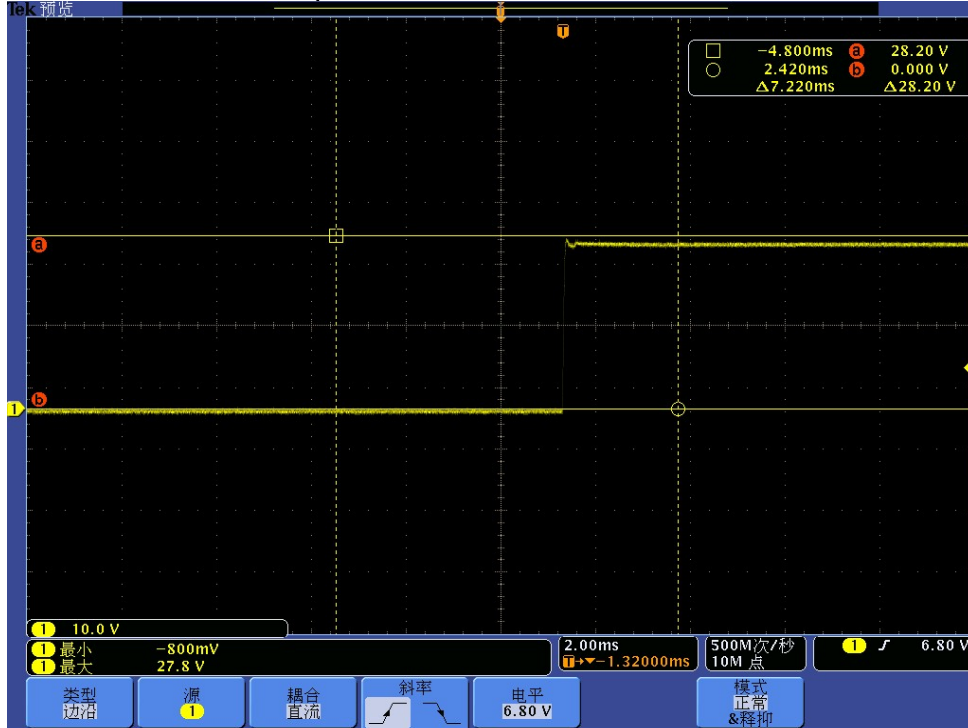 Tek 预览
T
T
−4.800ms a 28.20 V
2.420ms b 0.000 V
Δ7.220ms Δ28.20 V
a
b
1
1 10.0 V
1 最小 −800mV
1 最大 27.8 V
2.00ms
T→▼−1.32000ms
500M次/秒
10M 点
1 6.80 V
类型
边沿
源
1
耦合
直流
斜率
电平
6.80 V
模式
正常
&释抑